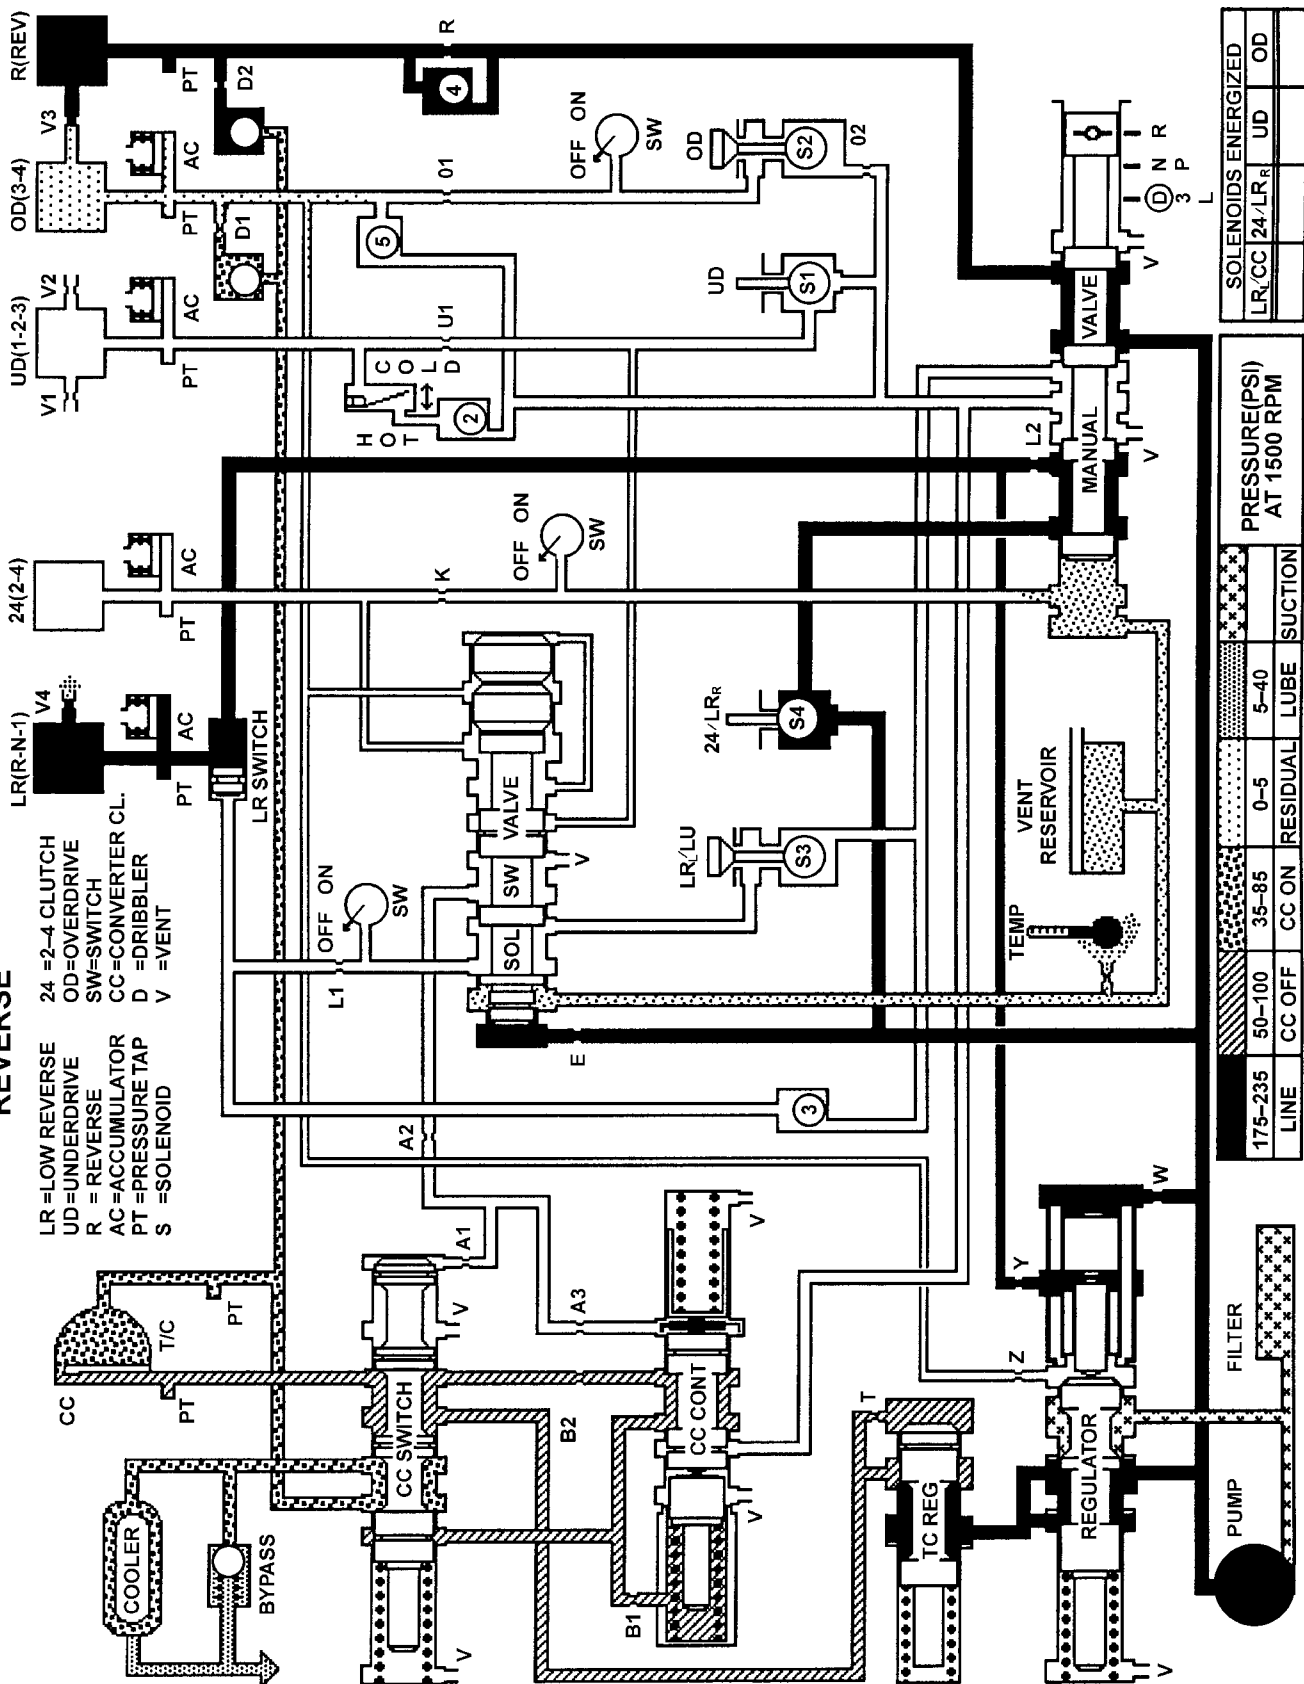 REVERSE
LR=LOW REVERSE
UD=UNDERDRIVE
R = REVERSE
AC=ACCUMULATOR
PT=PRESSURE TAP
S =SOLENOID
24 =2-4 CLUTCH
OD=OVERDRIVE
SW=SWITCH
CC=CONVERTER CL.
D =DRIBBLER
V =VENT
LR(R-N-1)
V4
24(2-4)
UD(1-2-3)
V1
V2
OD(3-4)
V3
R(REV)
PT
AC
PT
AC
PT
AC
PT
AC
PT
D1
D2
LR SWITCH
COOLER
BYPASS
CC
T/C
PT
PT
CC SWITCH
V
V
A1
A2
A3
L1
OFF ON
SW
K
OFF ON
SW
HOT
COLD
2
U1
5
01
OFF ON
SW
4
R
B2
B1
CC CONT
V
V
E
SOL SW VALVE
V
3
LR/LU
L
S3
24/LRR
S4
UD
S1
OD
S2
02
T
TC REG
TEMP
VENT
RESERVOIR
L2
MANUAL VALVE
V
V
D N R
3 P
L
REGULATOR
V
Z
Y
W
PUMP
FILTER
175-235 50-100 35-85 0-5 5-40
LINE CC OFF CC ON RESIDUAL LUBE SUCTION
PRESSURE(PSI)
AT 1500 RPM
SOLENOIDS ENERGIZED
LRL/CC 24/LRR UD OD